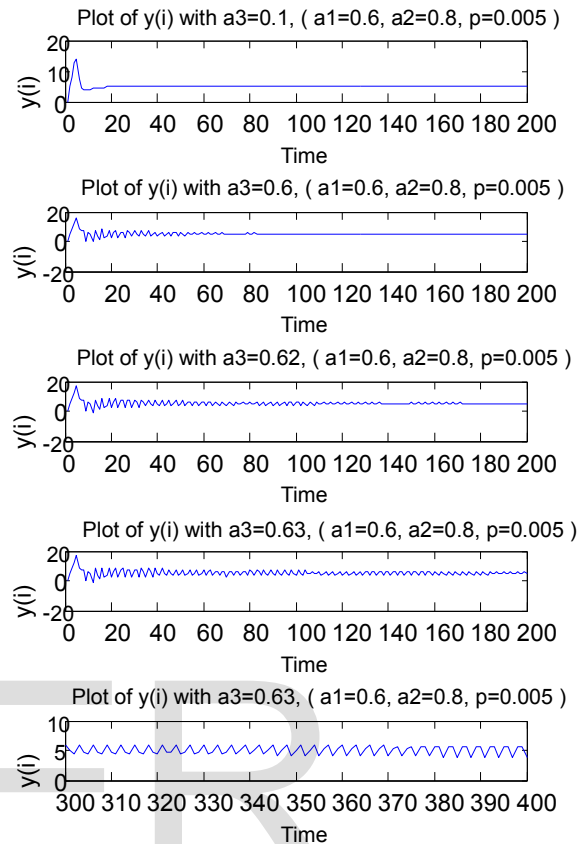 Plot of y(i) with a3=0.1, ( a1=0.6, a2=0.8, p=0.005 )
20
10
0
y(i)
0 20 40 60 80 100 120 140 160 180 200
Time
Plot of y(i) with a3=0.6, ( a1=0.6, a2=0.8, p=0.005 )
20
0
-20
y(i)
0 20 40 60 80 100 120 140 160 180 200
Time
Plot of y(i) with a3=0.62, ( a1=0.6, a2=0.8, p=0.005 )
20
0
-20
y(i)
0 20 40 60 80 100 120 140 160 180 200
Time
Plot of y(i) with a3=0.63, ( a1=0.6, a2=0.8, p=0.005 )
20
0
-20
y(i)
0 20 40 60 80 100 120 140 160 180 200
Time
Plot of y(i) with a3=0.63, ( a1=0.6, a2=0.8, p=0.005 )
10
5
0
y(i)
300 310 320 330 340 350 360 370 380 390 400
Time
ER